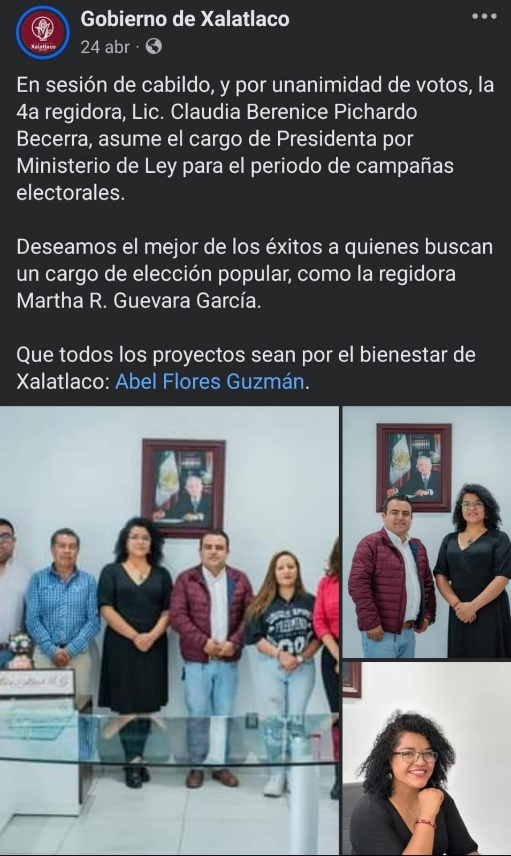 Gobierno de Xalatlaco
24 abr ·
En sesión de cabildo, y por unanimidad de votos, la
4a regidora, Lic. Claudia Berenice Pichardo
Becerra, asume el cargo de Presidenta por
Ministerio de Ley para el periodo de campañas
electorales.
Deseamos el mejor de los éxitos a quienes buscan
un cargo de elección popular, como la regidora
Martha R. Guevara García.
Que todos los proyectos sean por el bienestar de
Xalatlaco: Abel Flores Guzmán.
Xalatlaco